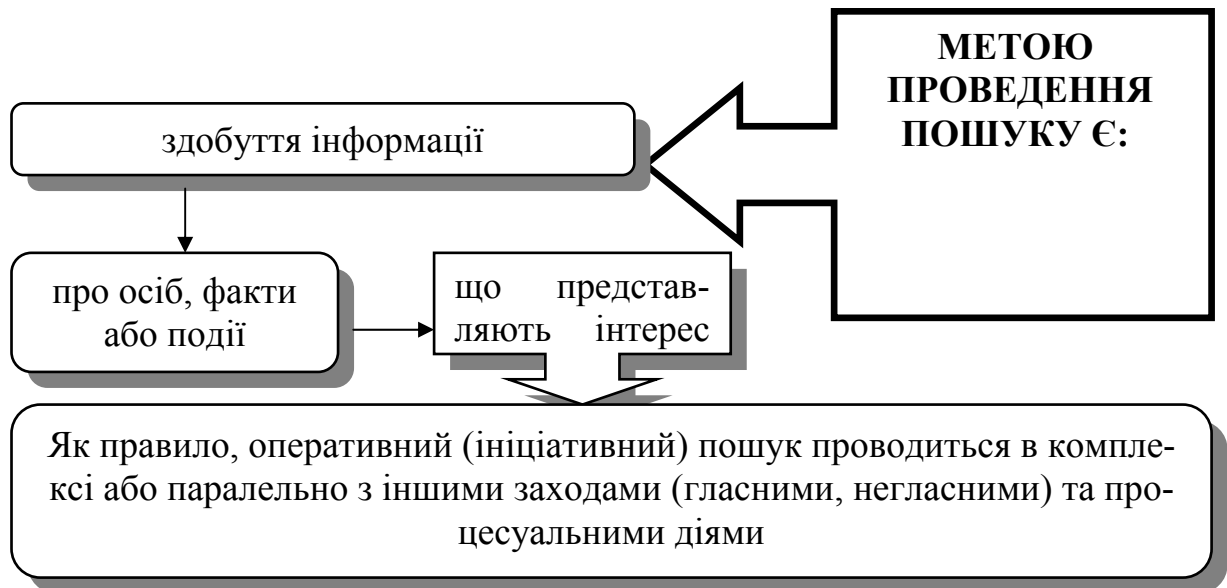 МЕТОЮ
ПРОВЕДЕННЯ
ПОШУКУ Є:
здобуття інформації
про осіб, факти
або події
що представ-
ляють інтерес
Як правило, оперативний (ініціативний) пошук проводиться в компле-
ксі або паралельно з іншими заходами (гласними, негласними) та про-
цесуальними діями